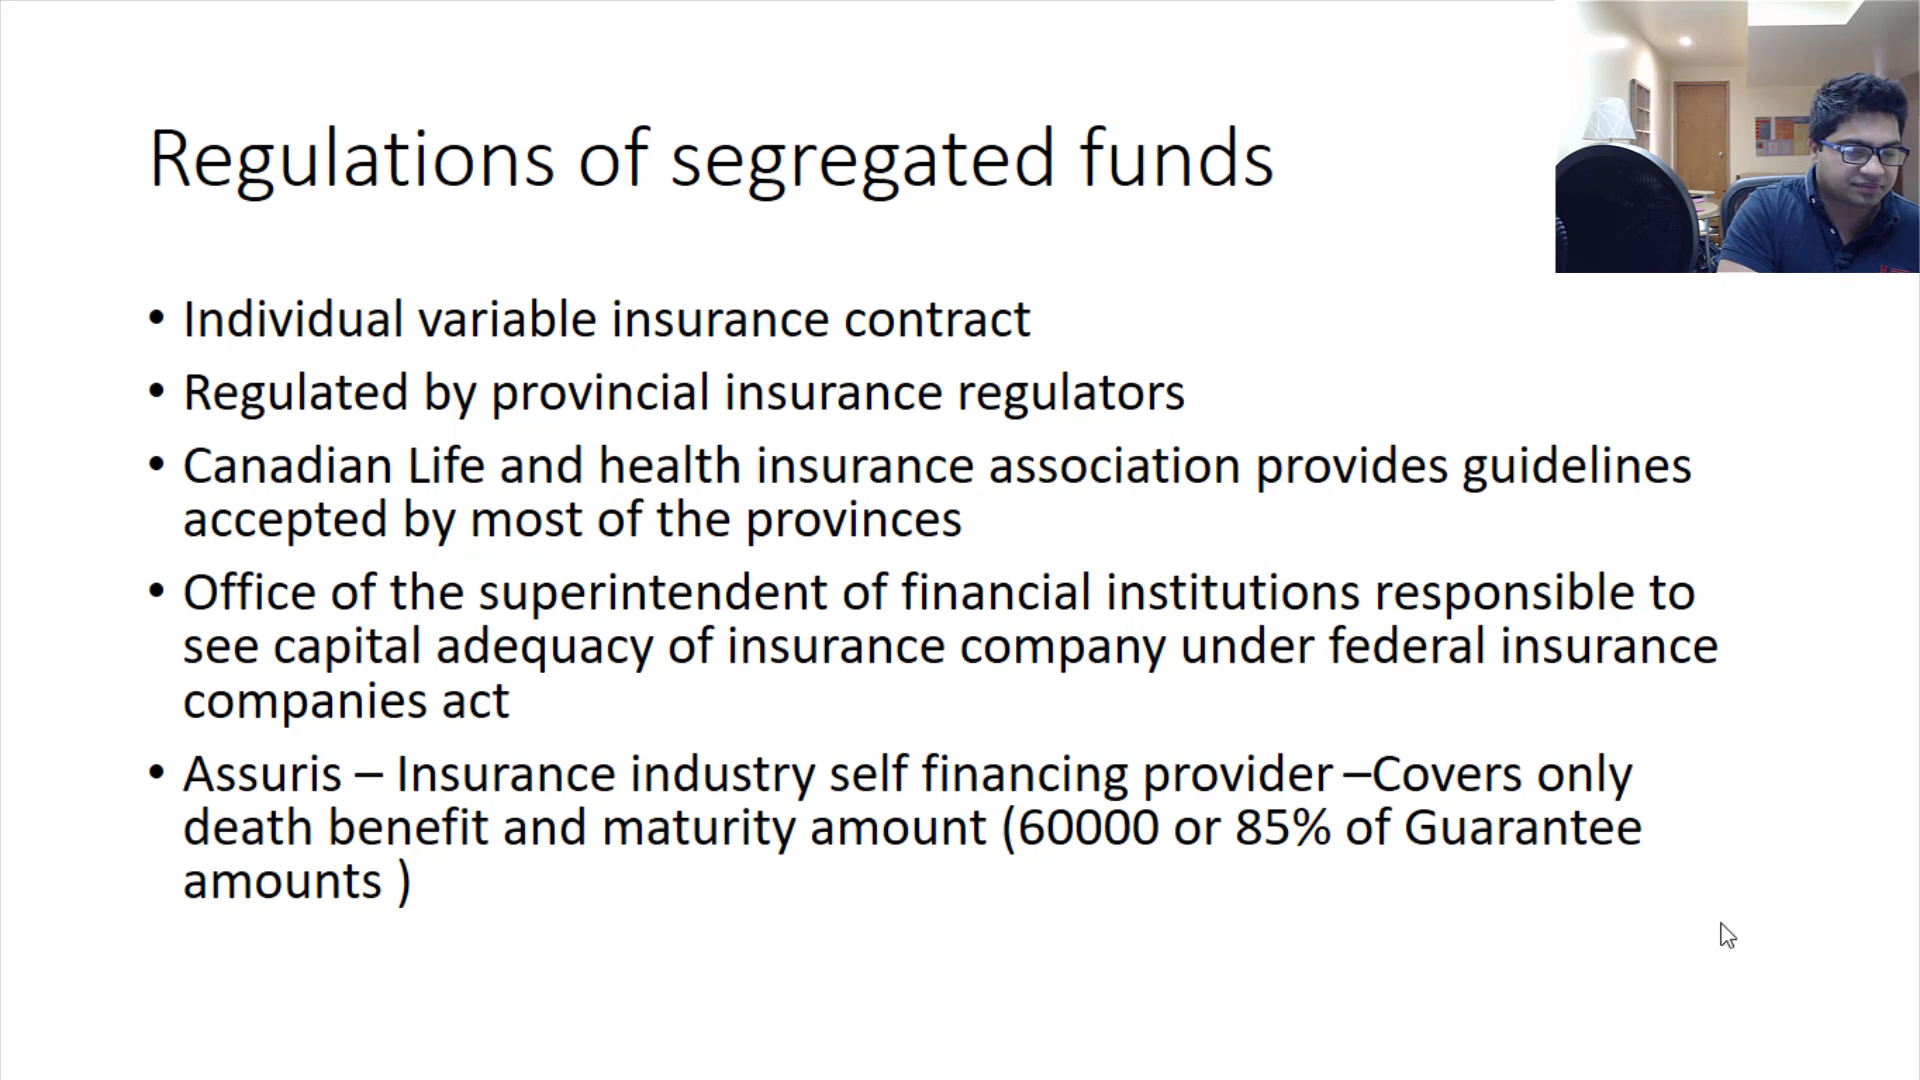 Regulations of segregated funds
• Individual variable insurance contract
• Regulated by provincial insurance regulators
• Canadian Life and health insurance association provides guidelines
accepted by most of the provinces
• Office of the superintendent of financial institutions responsible to
see capital adequacy of insurance company under federal insurance
companies act
• Assuris – Insurance industry self financing provider –Covers only
death benefit and maturity amount (60000 or 85% of Guarantee
amounts )